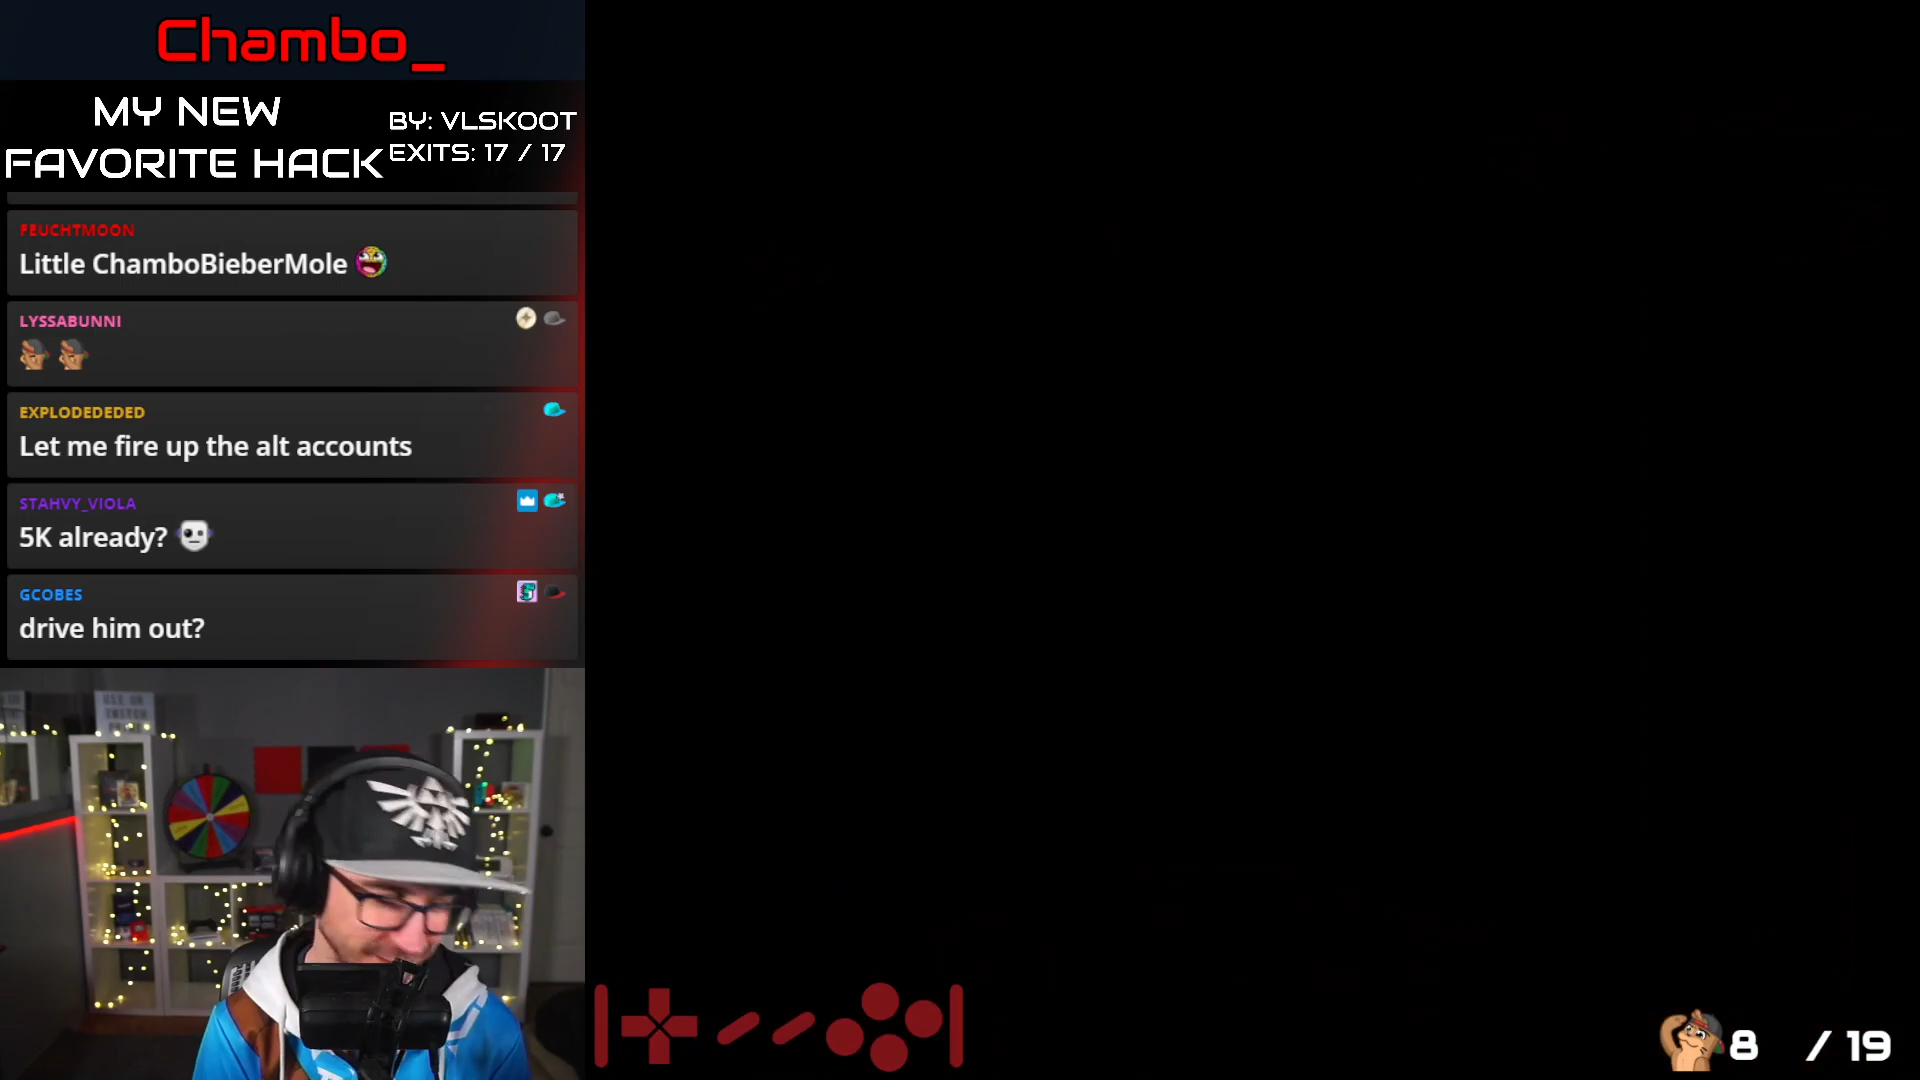 Chambo_
MY NEW
FAVORITE HACK
BY: VLSKOOT
EXITS: 17 / 17
FEUCHTMOON
Little ChamboBieberMole
LYSSABUNNI
EXPLODEDEDED
Let me fire up the alt accounts
STAHVY_VIOLA
5K already?
GCOBES
drive him out?
8 / 19